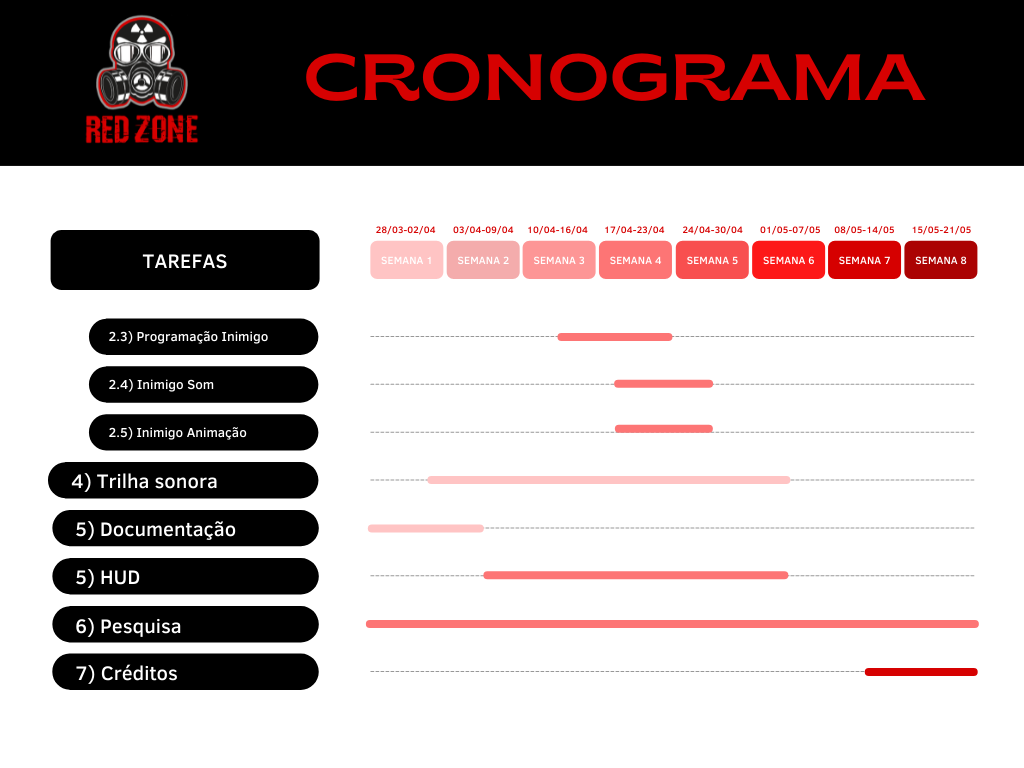 RED ZONE
CRONOGRAMA
28/03-02/04 03/04-09/04 10/04-16/04 17/04-23/04 24/04-30/04 01/05-07/05 08/05-14/05 15/05-21/05
TAREFAS
SEMANA 1 SEMANA 2 SEMANA 3 SEMANA 4 SEMANA 5 SEMANA 6 SEMANA 7 SEMANA 8
2.3) Programação Inimigo
2.4) Inimigo Som
2.5) Inimigo Animação
4) Trilha sonora
5) Documentação
5) HUD
6) Pesquisa
7) Créditos